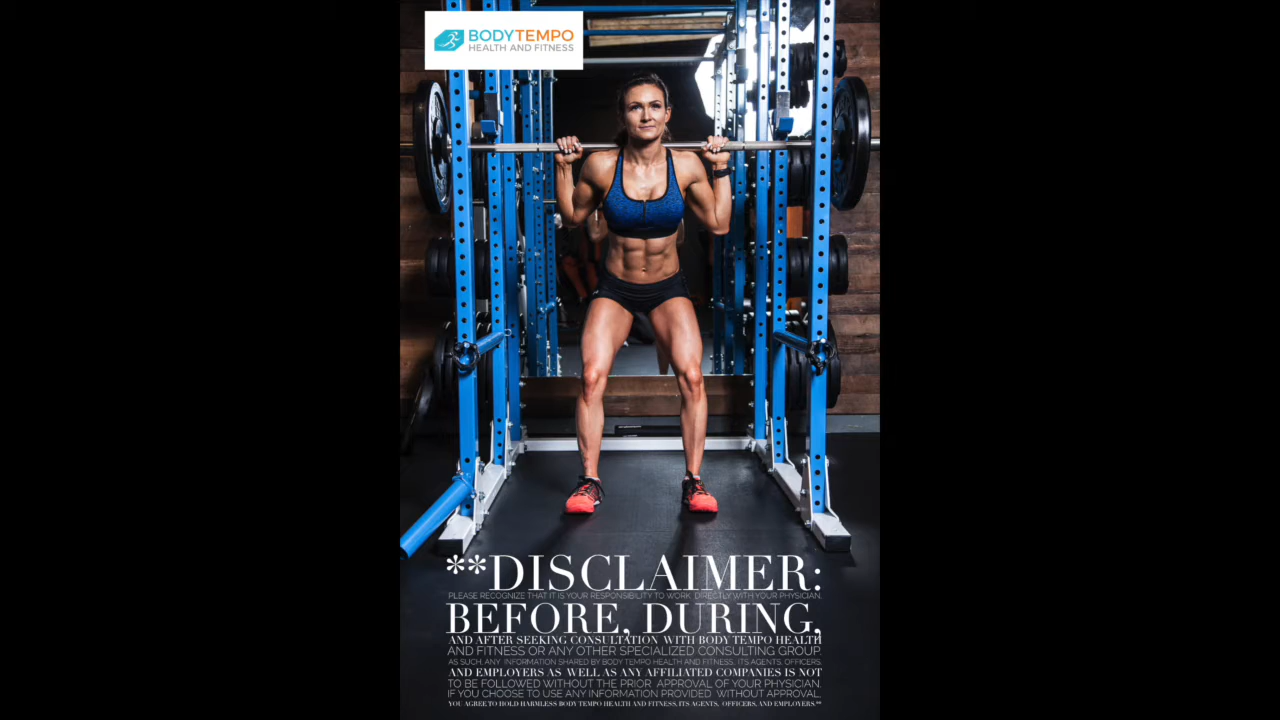 BODYTEMPO
HEALTH AND FITNESS
**DISCLAIMER:
PLEASE RECOGNIZE THAT IT IS YOUR RESPONSIBILITY TO WORK DIRECTLY WITH YOUR PHYSICIAN.
BEFORE, DURING,
AND AFTER SEEKING CONSULTATION WITH BODY TEMPO HEALTH
AND FITNESS OR ANY OTHER SPECIALIZED CONSULTING GROUP.
AS SUCH, ANY INFORMATION SHARED BY BODY TEMPO HEALTH AND FITNESS, ITS AGENTS, OFFICERS,
AND EMPLOYERS AS WELL AS ANY AFFILIATED COMPANIES IS NOT
TO BE FOLLOWED WITHOUT THE PRIOR APPROVAL OF YOUR PHYSICIAN.
IF YOU CHOOSE TO USE ANY INFORMATION PROVIDED WITHOUT APPROVAL,
YOU AGREE TO HOLD HARMLESS BODY TEMPO HEALTH AND FITNESS, ITS AGENTS, OFFICERS, AND EMPLOYERS.**